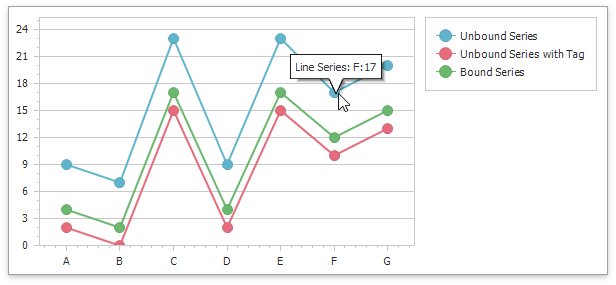 24
21
18
15
12
9
6
3
0
A B C D E F G
Line Series: F:17
Unbound Series
Unbound Series with Tag
Bound Series